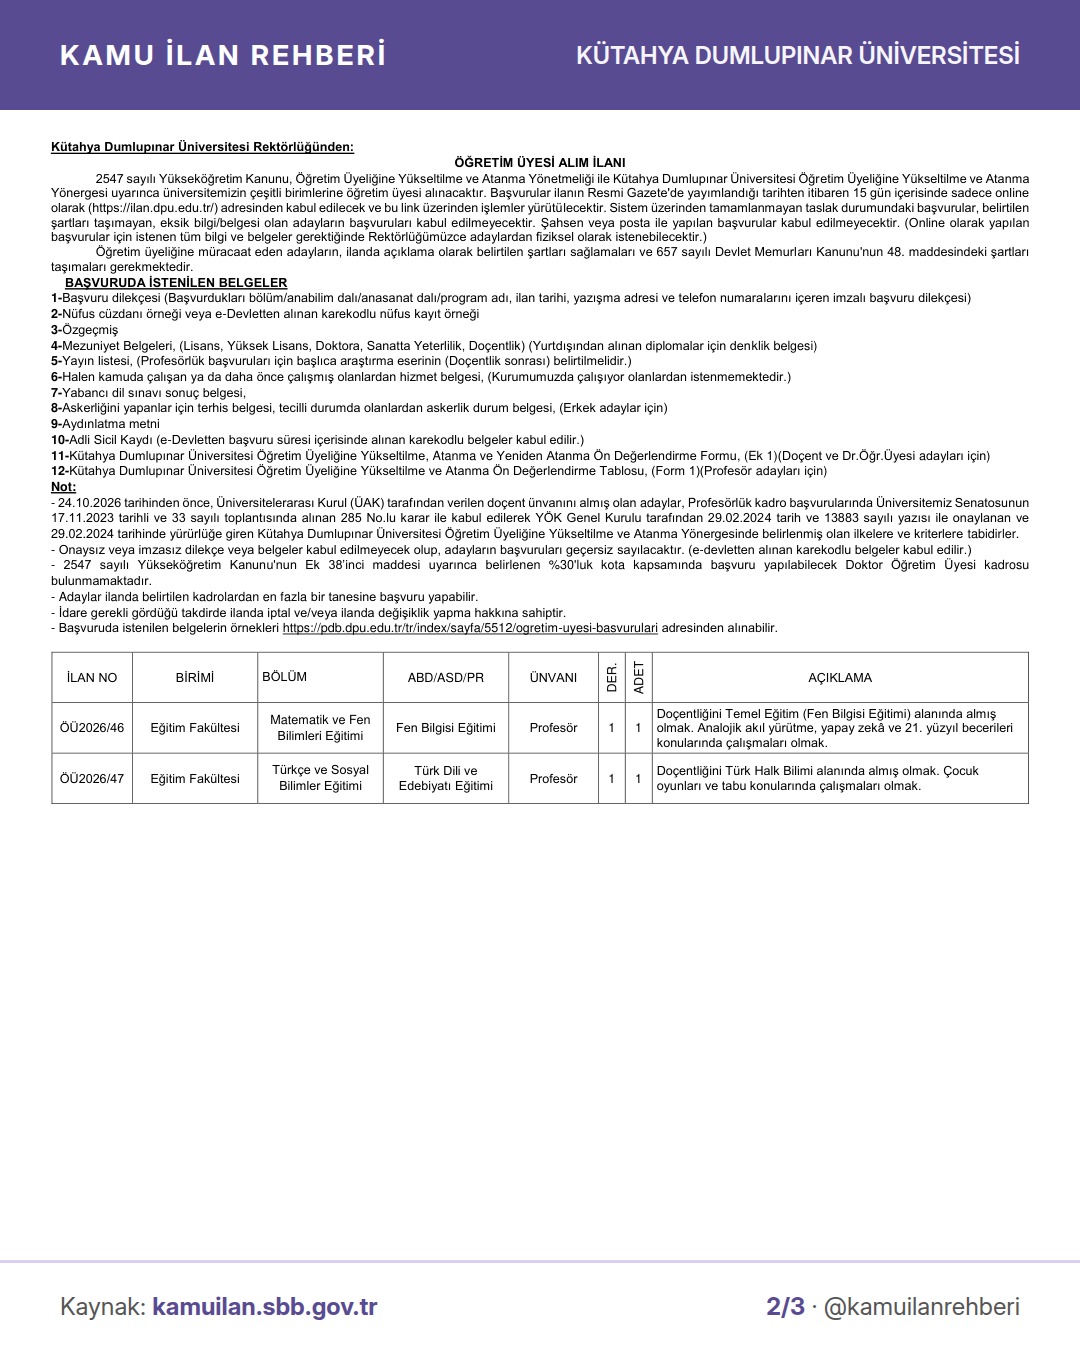 KAMU İLAN REHBERİ
KÜTAHYA DUMLUPINAR ÜNİVERSİTESİ
Kütahya Dumlupınar Üniversitesi Rektörlüğünden:
ÖĞRETİM ÜYESİ ALIM İLANI
2547 sayılı Yükseköğretim Kanunu, Öğretim Üyeliğine Yükseltilme ve Atanma Yönetmeliği ile Kütahya Dumlupınar Üniversitesi Öğretim Üyeliğine Yükseltilme ve Atanma
Yönergesi uyarınca üniversitemizin çeşitli birimlerine öğretim üyesi alınacaktır. Başvurular ilanın Resmi Gazete'de yayımlandığı tarihten itibaren 15 gün içerisinde sadece online
olarak (https://ilan.dpu.edu.tr/) adresinden kabul edilecek ve bu link üzerinden işlemler yürütülecektir. Sistem üzerinden tamamlanmayan taslak durumundaki başvurular, belirtilen
şartları taşımayan, eksik bilgi/belgesi olan adayların başvuruları kabul edilmeyecektir. Şahsen veya posta ile yapılan başvurular kabul edilmeyecektir. (Online olarak yapılan
başvurular için istenen tüm bilgi ve belgeler gerektiğinde Rektörlüğümüzce adaylardan fiziksel olarak istenebilecektir.)
Öğretim üyeliğine müracaat eden adayların, ilanda açıklama olarak belirtilen şartları sağlamaları ve 657 sayılı Devlet Memurları Kanunu'nun 48. maddesindeki şartları
taşımaları gerekmektedir.
BAŞVURUDA İSTENİLEN BELGELER
1-Başvuru dilekçesi (Başvurdukları bölüm/anabilim dalı/anasanat dalı/program adı, ilan tarihi, yazışma adresi ve telefon numaralarını içeren imzalı başvuru dilekçesi)
2-Nüfus cüzdanı örneği veya e-Devletten alınan karekodlu nüfus kayıt örneği
3-Özgeçmiş
4-Mezuniyet Belgeleri, (Lisans, Yüksek Lisans, Doktora, Sanatta Yeterlilik, Doçentlik) (Yurtdışından alınan diplomalar için denklik belgesi)
5-Yayın listesi, (Profesörlük başvuruları için başlıca araştırma eserinin (Doçentlik sonrası) belirtilmelidir.)
6-Halen kamuda çalışan ya da daha önce çalışmış olanlardan hizmet belgesi, (Kurumumuzda çalışıyor olanlardan istenmemektedir.)
7-Yabancı dil sınavı sonuç belgesi,
8-Askerliğini yapanlar için terhis belgesi, tecilli durumda olanlardan askerlik durum belgesi, (Erkek adaylar için)
9-Aydınlatma metni
10-Adli Sicil Kaydı (e-Devletten başvuru süresi içerisinde alınan karekodlu belgeler kabul edilir.)
11-Kütahya Dumlupınar Üniversitesi Öğretim Üyeliğine Yükseltilme, Atanma ve Yeniden Atanma Ön Değerlendirme Formu, (Ek 1)(Doçent ve Dr.Öğr.Üyesi adayları için)
12-Kütahya Dumlupınar Üniversitesi Öğretim Üyeliğine Yükseltilme ve Atanma Ön Değerlendirme Tablosu, (Form 1)(Profesör adayları için)
Not:
- 24.10.2026 tarihinden önce, Üniversitelerarası Kurul (ÜAK) tarafından verilen doçent ünvanını almış olan adaylar, Profesörlük kadro başvurularında Üniversitemiz Senatosunun
17.11.2023 tarihli ve 33 sayılı toplantısında alınan 285 No.lu karar ile kabul edilerek YÖK Genel Kurulu tarafından 29.02.2024 tarih ve 13883 sayılı yazısı ile onaylanan ve
29.02.2024 tarihinde yürürlüğe giren Kütahya Dumlupınar Üniversitesi Öğretim Üyeliğine Yükseltilme ve Atanma Yönergesinde belirlenmiş olan ilkelere ve kriterlere tabidirler.
- Onaysız veya imzasız dilekçe veya belgeler kabul edilmeyecek olup, adayların başvuruları geçersiz sayılacaktır. (e-devletten alınan karekodlu belgeler kabul edilir.)
- 2547 sayılı Yükseköğretim Kanunu'nun Ek 38'inci maddesi uyarınca belirlenen %30'luk kota kapsamında başvuru yapılabilecek Doktor Öğretim Üyesi kadrosu
bulunmamaktadır.
- Adaylar ilanda belirtilen kadrolardan en fazla bir tanesine başvuru yapabilir.
- İdare gerekli gördüğü takdirde ilanda iptal ve/veya ilanda değişiklik yapma hakkına sahiptir.
- Başvuruda istenilen belgelerin örnekleri https://pdb.dpu.edu.tr/tr/index/sayfa/5512/ogretim-uyesi-basvurulari adresinden alınabilir.
İLAN NO BİRİMİ BÖLÜM ABD/ASD/PR ÜNVANI DER. ADET AÇIKLAMA
ÖÜ2026/46 Eğitim Fakültesi Matematik ve Fen
Bilimleri Eğitimi Fen Bilgisi Eğitimi Profesör 1 1 Doçentliğini Temel Eğitim (Fen Bilgisi Eğitimi) alanında almış
olmak. Analojik akıl yürütme, yapay zekâ ve 21. yüzyıl becerileri
konularında çalışmaları olmak.
ÖÜ2026/47 Eğitim Fakültesi Türkçe ve Sosyal
Bilimler Eğitimi Türk Dili ve
Edebiyatı Eğitimi Profesör 1 1 Doçentliğini Türk Halk Bilimi alanında almış olmak. Çocuk
oyunları ve tabu konularında çalışmaları olmak.
Kaynak: kamuilan.sbb.gov.tr
2/3 · @kamuilanrehberi